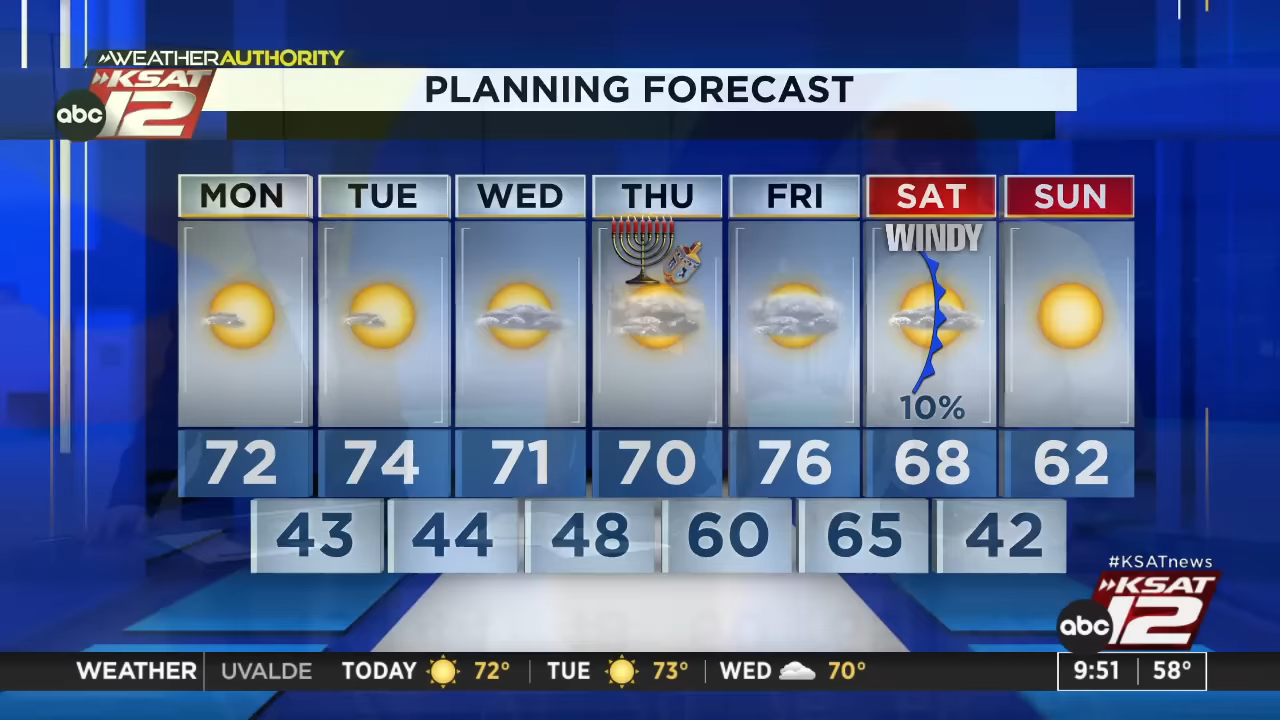 WEATHERAUTHORITY
KSAT
abc 12
PLANNING FORECAST
MON TUE WED THU FRI SAT SUN
WINDY
10%
72 74 71 70 76 68 62
43 44 48 60 65 42
#KSATnews
KSAT
abc 12
WEATHER UVALDE TODAY 72° TUE 73° WED 70° 9:51 58°